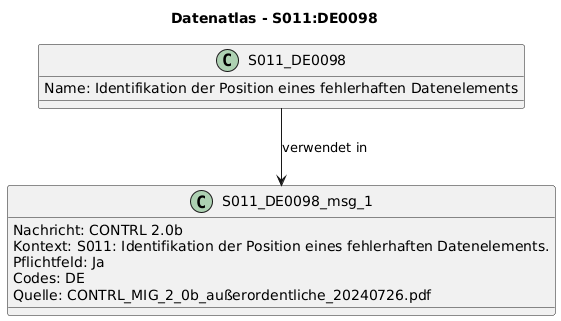 Datenatlas - S011:DE0098
C S011_DE0098
Name: Identifikation der Position eines fehlerhaften Datenelements
verwendet in
C S011_DE0098_msg_1
Nachricht: CONTRL 2.0b
Kontext: S011: Identifikation der Position eines fehlerhaften Datenelements.
Pflichtfeld: Ja
Codes: DE
Quelle: CONTRL_MIG_2_0b_außerordentliche_20240726.pdf